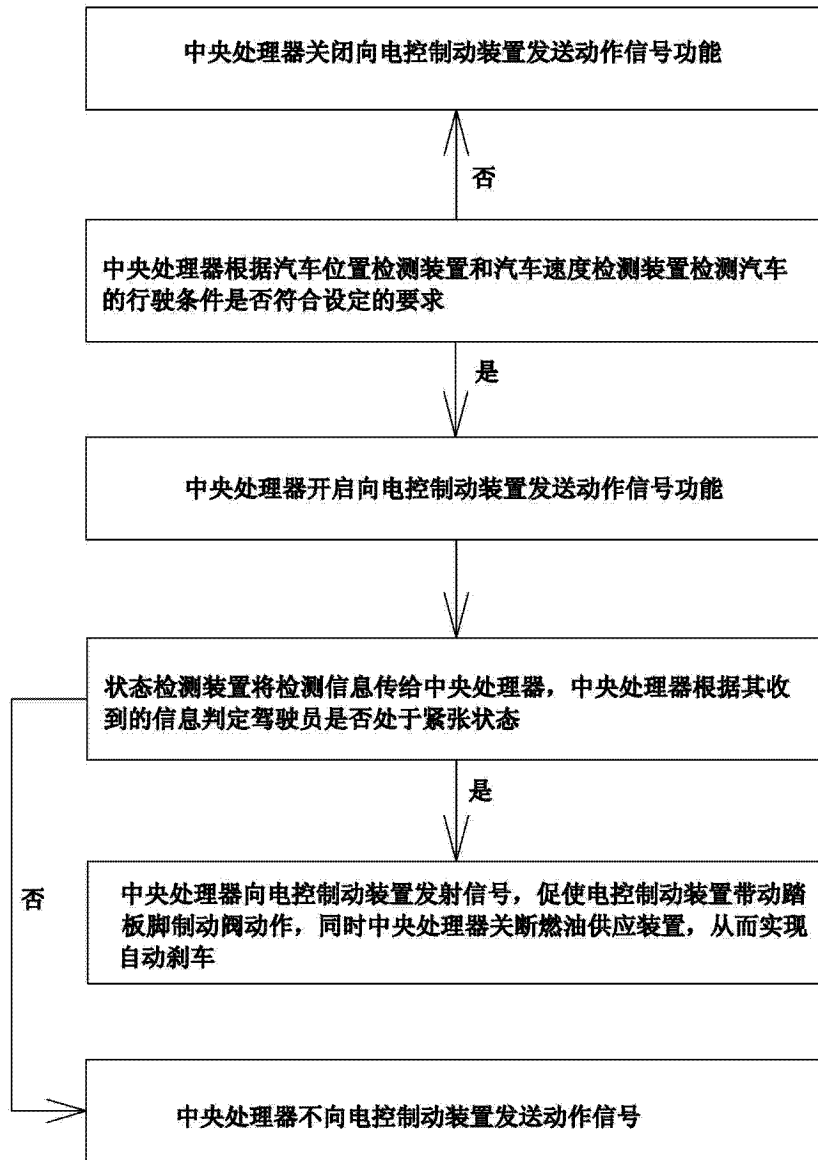 中央处理器关闭向电控制动装置发送动作信号功能
否
中央处理器根据汽车位置检测装置和汽车速度检测装置检测汽车
的行驶条件是否符合设定的要求
是
中央处理器开启向电控制动装置发送动作信号功能
状态检测装置将检测信息传给中央处理器，中央处理器根据其收
到的信息判定驾驶员是否处于紧张状态
是
否
中央处理器向电控制动装置发射信号，促使电控制动装置带动踏
板脚制动阀动作，同时中央处理器关断燃油供应装置，从而实现
自动刹车
中央处理器不向电控制动装置发送动作信号